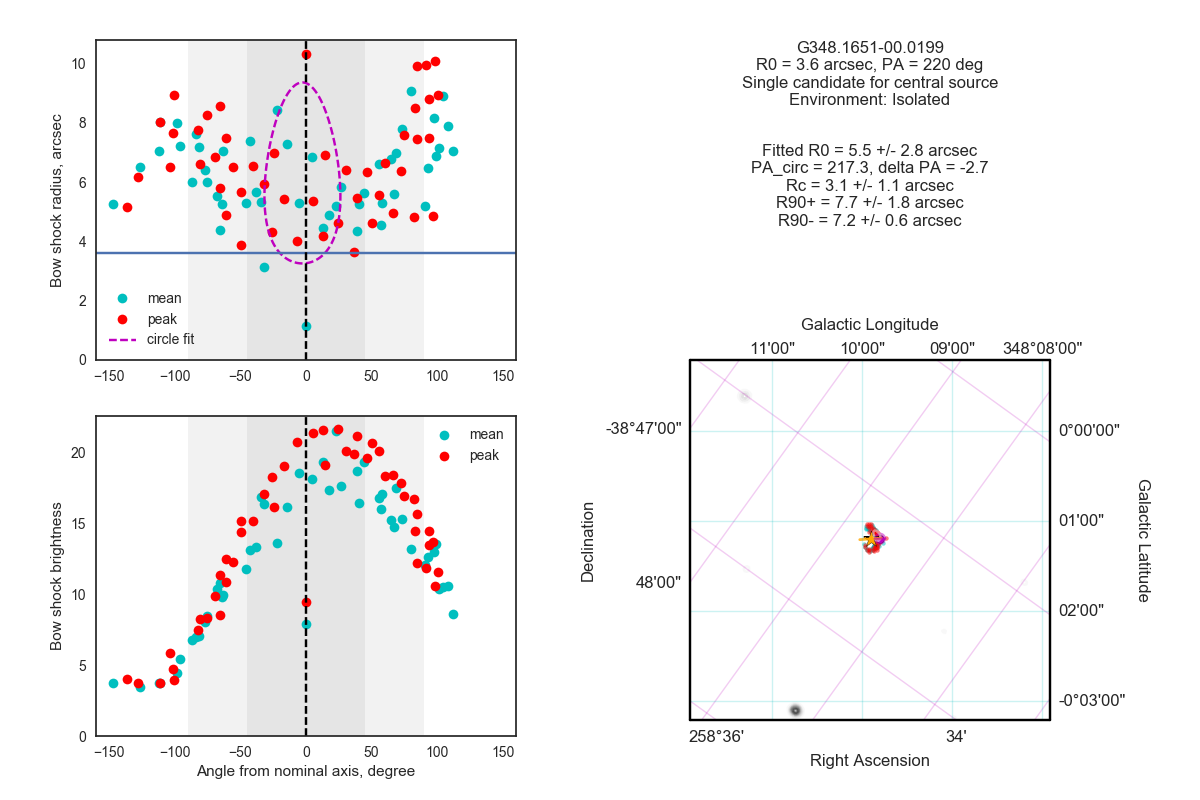 G348.1651-00.0199
R0 = 3.6 arcsec, PA = 220 deg
Single candidate for central source
Environment: Isolated
Fitted R0 = 5.5 +/- 2.8 arcsec
PA_circ = 217.3, delta PA = -2.7
Rc = 3.1 +/- 1.1 arcsec
R90+ = 7.7 +/- 1.8 arcsec
R90- = 7.2 +/- 0.6 arcsec
Bow shock radius, arcsec
10
8
6
4
2
0
mean
peak
circle fit
−150 −100 −50 0 50 100 150
Bow shock brightness
20
15
10
5
0
mean
peak
−150 −100 −50 0 50 100 150
Angle from nominal axis, degree
Galactic Longitude
11'00" 10'00" 09'00" 348°08'00"
-38°47'00"
48'00"
Declination
0°00'00"
01'00"
02'00"
-0°03'00"
Galactic Latitude
258°36' 34'
Right Ascension